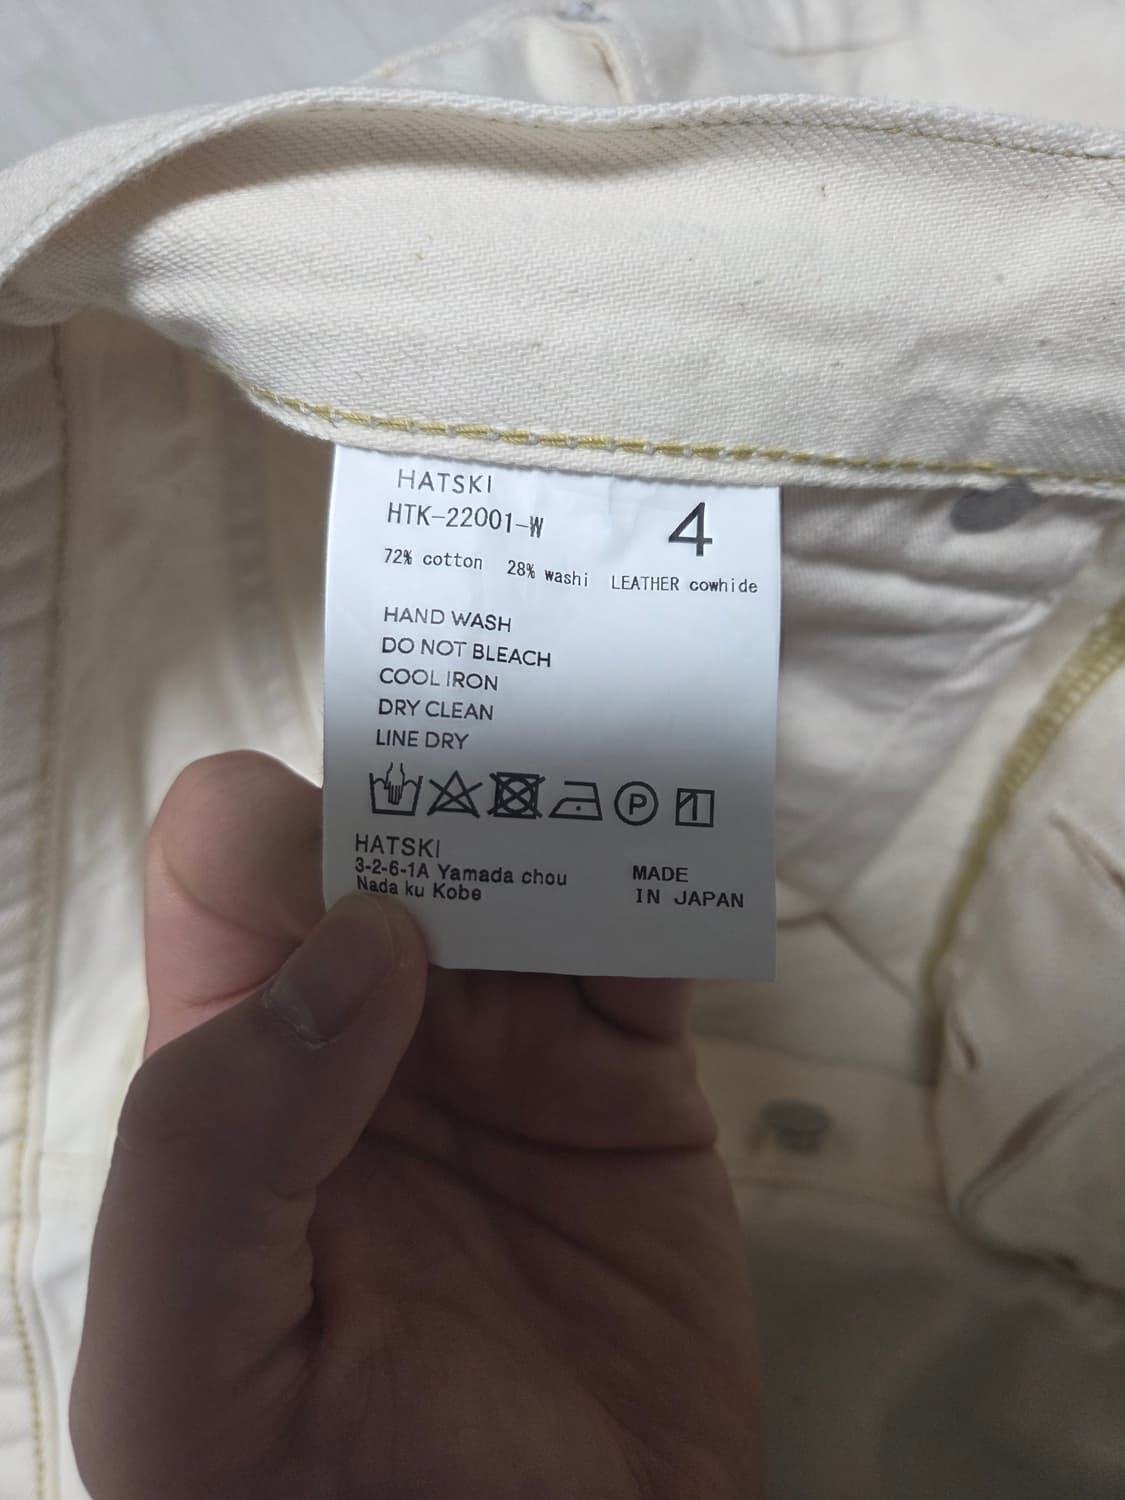 HATSKI
HTK-22001-W
4
72% cotton 28% washi LEATHER cowhide
HAND WASH
DO NOT BLEACH
COOL IRON
DRY CLEAN
LINE DRY
P
HATSKI
3-2-6-1A Yamada chou
Nada ku Kobe
MADE
IN JAPAN